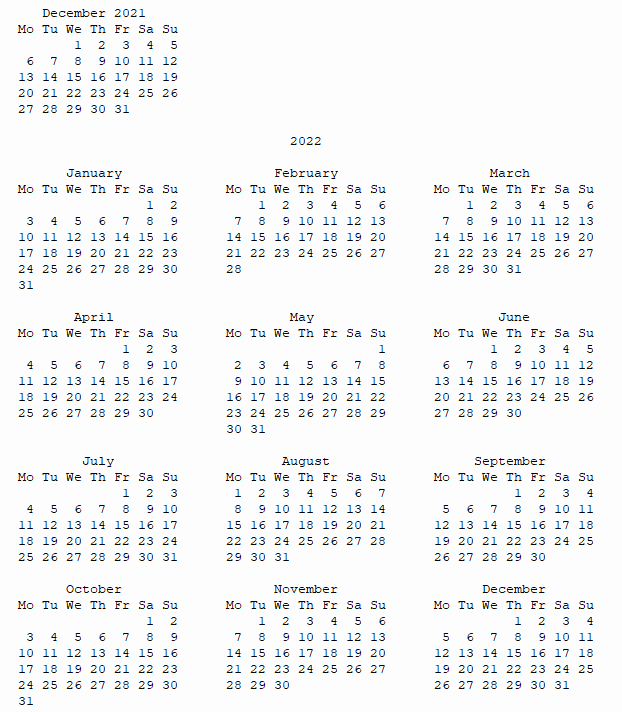 December 2021
Mo Tu We Th Fr Sa Su
1 2 3 4 5
6 7 8 9 10 11 12
13 14 15 16 17 18 19
20 21 22 23 24 25 26
27 28 29 30 31
2022
January February March
Mo Tu We Th Fr Sa Su Mo Tu We Th Fr Sa Su Mo Tu We Th Fr Sa Su
1 2 1 2 3 4 5 6 1 2 3 4 5 6
3 4 5 6 7 8 9 7 8 9 10 11 12 13 7 8 9 10 11 12 13
10 11 12 13 14 15 16 14 15 16 17 18 19 20 14 15 16 17 18 19 20
17 18 19 20 21 22 23 21 22 23 24 25 26 27 21 22 23 24 25 26 27
24 25 26 27 28 29 30 28 28 29 30 31
31
April May June
Mo Tu We Th Fr Sa Su Mo Tu We Th Fr Sa Su Mo Tu We Th Fr Sa Su
1 2 3 1 1 2 3 4 5
4 5 6 7 8 9 10 2 3 4 5 6 7 8 6 7 8 9 10 11 12
11 12 13 14 15 16 17 9 10 11 12 13 14 15 13 14 15 16 17 18 19
18 19 20 21 22 23 24 16 17 18 19 20 21 22 20 21 22 23 24 25 26
25 26 27 28 29 30 23 24 25 26 27 28 29 27 28 29 30
30 31
July August September
Mo Tu We Th Fr Sa Su Mo Tu We Th Fr Sa Su Mo Tu We Th Fr Sa Su
1 2 3 1 2 3 4 5 6 7 1 2 3 4
4 5 6 7 8 9 10 8 9 10 11 12 13 14 5 6 7 8 9 10 11
11 12 13 14 15 16 17 15 16 17 18 19 20 21 12 13 14 15 16 17 18
18 19 20 21 22 23 24 22 23 24 25 26 27 28 19 20 21 22 23 24 25
25 26 27 28 29 30 31 29 30 31 26 27 28 29 30
October November December
Mo Tu We Th Fr Sa Su Mo Tu We Th Fr Sa Su Mo Tu We Th Fr Sa Su
1 2 1 2 3 4 5 6 1 2 3 4
3 4 5 6 7 8 9 7 8 9 10 11 12 13 5 6 7 8 9 10 11
10 11 12 13 14 15 16 14 15 16 17 18 19 20 12 13 14 15 16 17 18
17 18 19 20 21 22 23 21 22 23 24 25 26 27 19 20 21 22 23 24 25
24 25 26 27 28 29 30 28 29 30 26 27 28 29 30 31
31